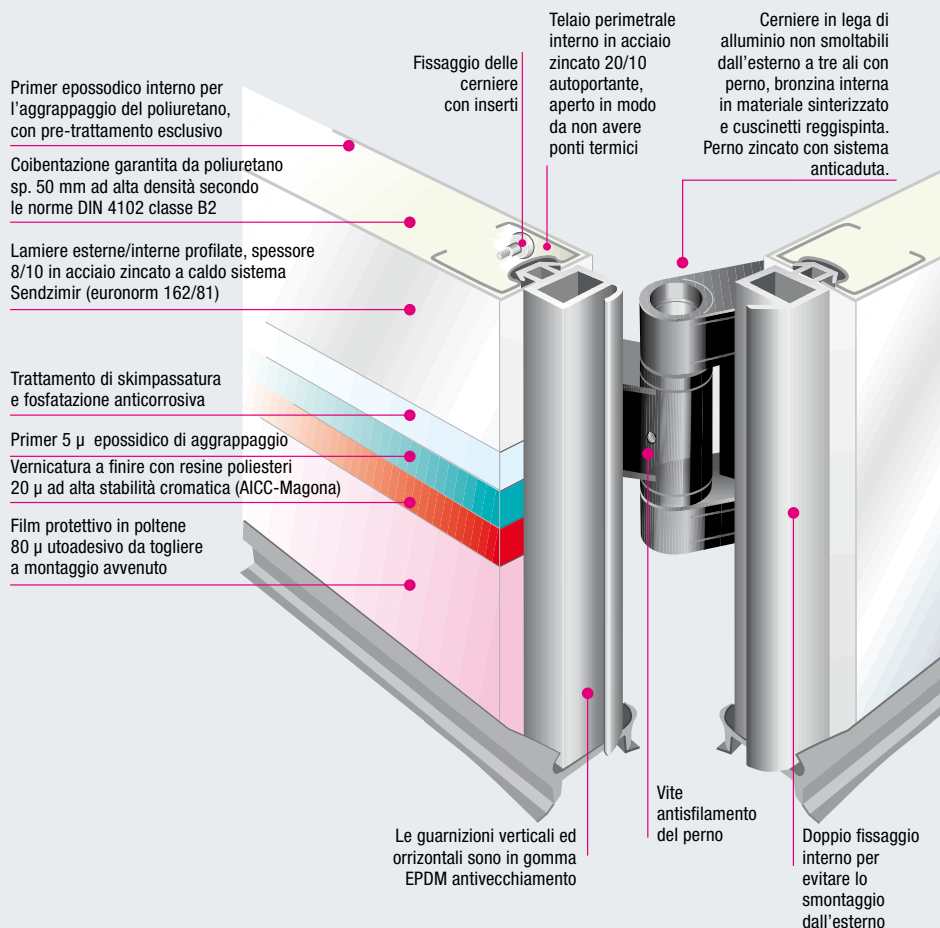 Primer epossodico interno per
l'aggrappaggio del poliuretano,
con pre-trattamento esclusivo
Coibentazione garantita da poliuretano
sp. 50 mm ad alta densità secondo
le norme DIN 4102 classe B2
Lamiere esterne/interne profilate, spessore
8/10 in acciaio zincato a caldo sistema
Sendzimir (euronorm 162/81)
Trattamento di skimpassatura
e fosfatazione anticorrosiva
Primer 5 µ epossidico di aggrappaggio
Vernicatura a finire con resine poliesteri
20 µ ad alta stabilità cromatica (AICC-Magona)
Film protettivo in poltene
80 µ utoadesivo da togliere
a montaggio avvenuto
Fissaggio delle
cerniere
con inserti
Telaio perimetrale
interno in acciaio
zincato 20/10
autoportante,
aperto in modo
da non avere
ponti termici
Cerniere in lega di
alluminio non smoltabili
dall'esterno a tre ali con
perno, bronzina interna
in materiale sinterizzato
e cuscinetti reggispinta.
Perno zincato con sistema
anticaduta.
Le guarnizioni verticali ed
orrizontali sono in gomma
EPDM antivecchiamento
Vite
antisfilamento
del perno
Doppio fissaggio
interno per
evitare lo
smontaggio
dall'esterno